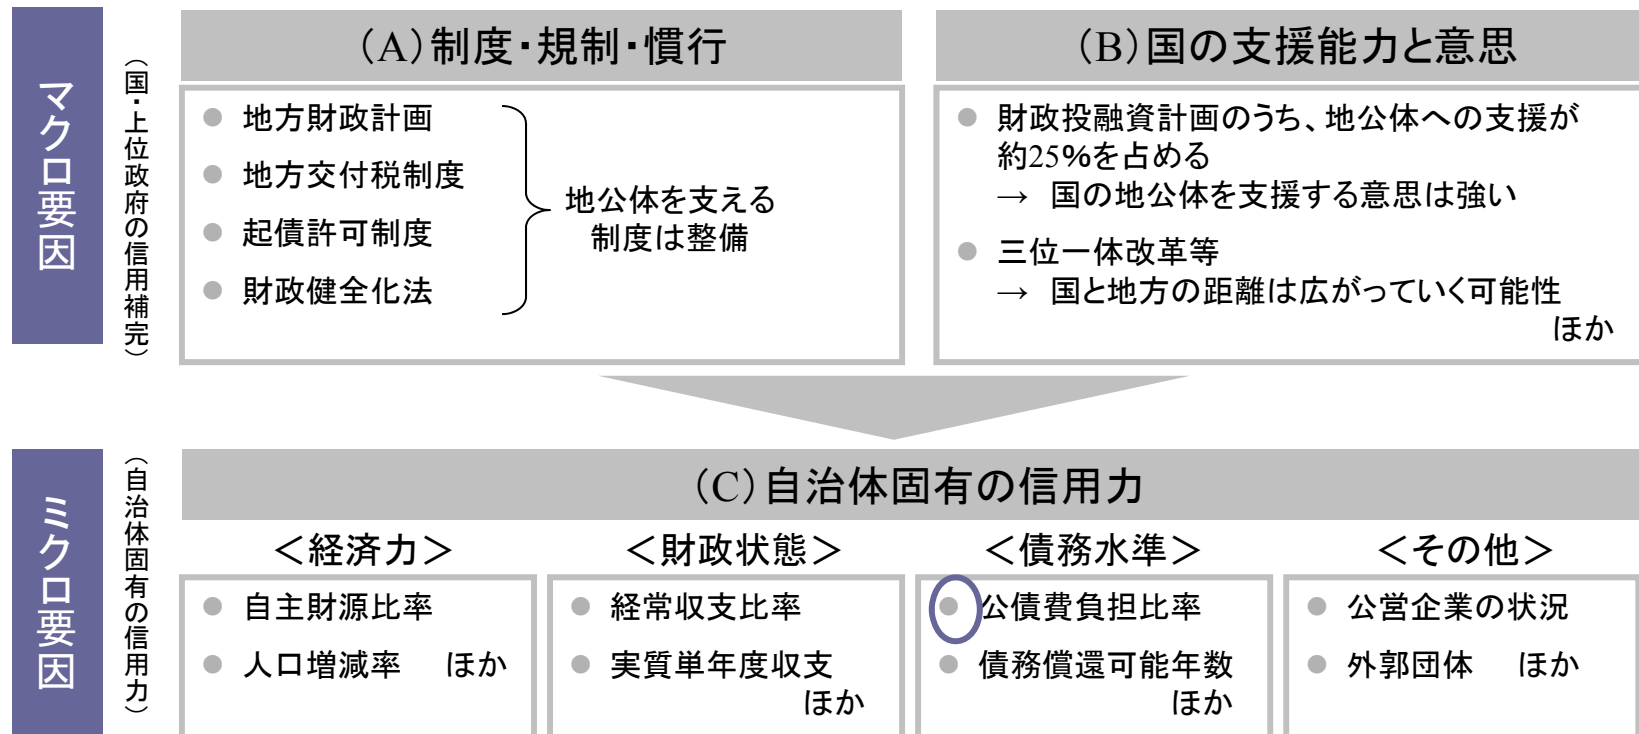 マクロ要因
（国・上位政府の信用補完）
（A）制度・規制・慣行
地方財政計画
地方交付税制度
起債許可制度
財政健全化法
地公体を支える
制度は整備
（B）国の支援能力と意思
財政投融資計画のうち、地公体への支援が
約25％を占める
→ 国の地公体を支援する意思は強い
三位一体改革等
→ 国と地方の距離は広がっていく可能性
ほか
ミクロ要因
（自治体固有の信用力）
（C）自治体固有の信用力
＜経済力＞
自主財源比率
人口増減率 ほか
＜財政状態＞
経常収支比率
実質単年度収支
ほか
＜債務水準＞
公債費負担比率
債務償還可能年数
ほか
＜その他＞
公営企業の状況
外郭団体 ほか